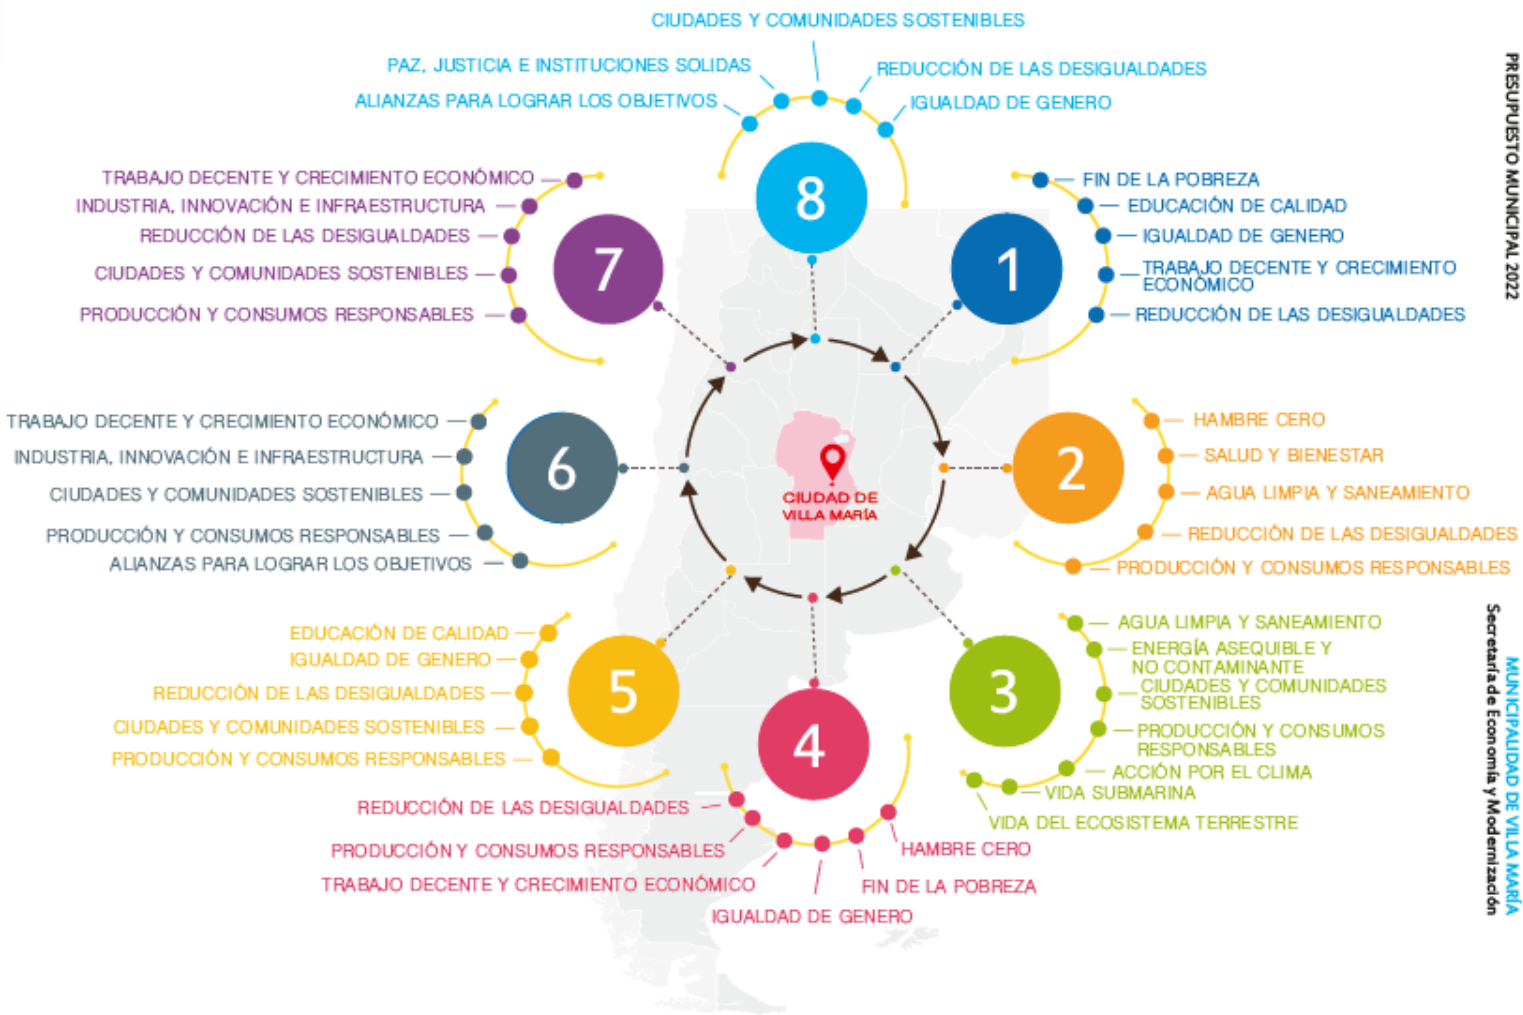 CIUDADES Y COMUNIDADES SOSTENIBLES
PAZ, JUSTICIA E INSTITUCIONES SOLIDAS
REDUCCIÓN DE LAS DESIGUALDADES
ALIANZAS PARA LOGRAR LOS OBJETIVOS
IGUALDAD DE GENERO
8
TRABAJO DECENTE Y CRECIMIENTO ECONÓMICO
INDUSTRIA, INNOVACIÓN E INFRAESTRUCTURA
REDUCCIÓN DE LAS DESIGUALDADES
CIUDADES Y COMUNIDADES SOSTENIBLES
PRODUCCIÓN Y CONSUMOS RESPONSABLES
7
FIN DE LA POBREZA
EDUCACIÓN DE CALIDAD
IGUALDAD DE GENERO
TRABAJO DECENTE Y CRECIMIENTO
ECONÓMICO
REDUCCIÓN DE LAS DESIGUALDADES
1
TRABAJO DECENTE Y CRECIMIENTO ECONÓMICO
INDUSTRIA, INNOVACIÓN E INFRAESTRUCTURA
CIUDADES Y COMUNIDADES SOSTENIBLES
PRODUCCIÓN Y CONSUMOS RESPONSABLES
ALIANZAS PARA LOGRAR LOS OBJETIVOS
6
CIUDAD DE
VILLA MARÍA
HAMBRE CERO
SALUD Y BIENESTAR
AGUA LIMPIA Y SANEAMIENTO
REDUCCIÓN DE LAS DESIGUALDADES
PRODUCCIÓN Y CONSUMOS RESPONSABLES
2
EDUCACIÓN DE CALIDAD
IGUALDAD DE GENERO
REDUCCIÓN DE LAS DESIGUALDADES
CIUDADES Y COMUNIDADES SOSTENIBLES
PRODUCCIÓN Y CONSUMOS RESPONSABLES
5
AGUA LIMPIA Y SANEAMIENTO
ENERGÍA ASEQUIBLE Y
NO CONTAMINANTE
CIUDADES Y COMUNIDADES
SOSTENIBLES
PRODUCCIÓN Y CONSUMOS
RESPONSABLES
ACCIÓN POR EL CLIMA
VIDA SUBMARINA
VIDA DEL ECOSISTEMA TERRESTRE
3
4
REDUCCIÓN DE LAS DESIGUALDADES
PRODUCCIÓN Y CONSUMOS RESPONSABLES
TRABAJO DECENTE Y CRECIMIENTO ECONÓMICO
IGUALDAD DE GENERO
FIN DE LA POBREZA
HAMBRE CERO
PRESUPUESTO MUNICIPAL 2022
MUNICIPALIDAD DE VILLA MARÍA
Secretaría de Economía y Modernización